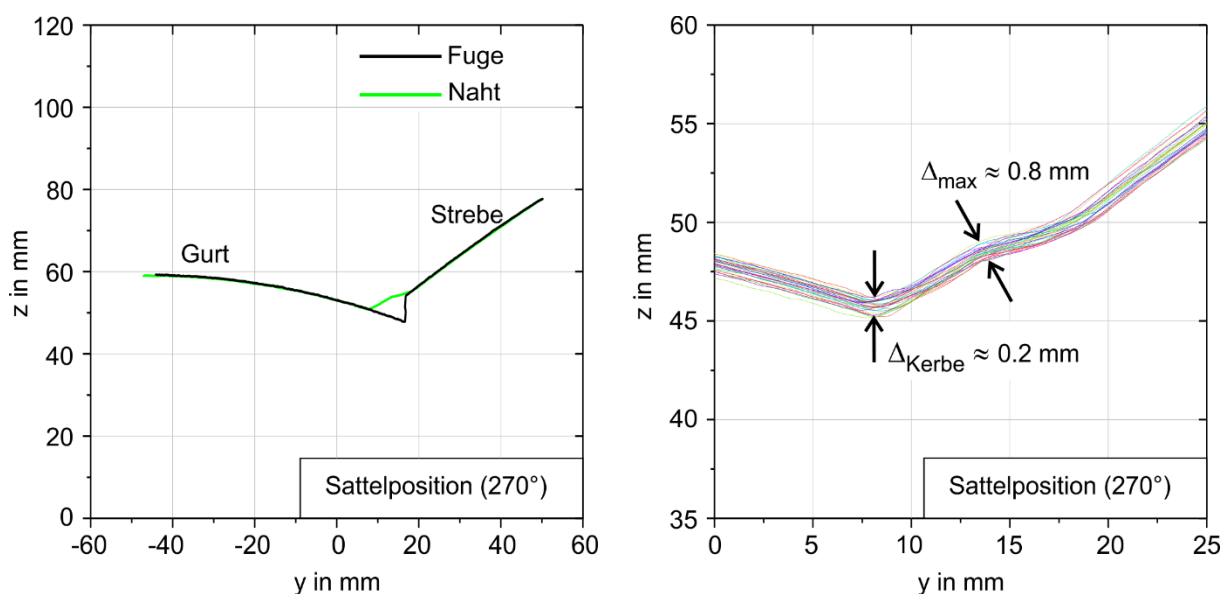 120
100
80
60
40
20
0
z in mm
Fuge
Naht
Gurt
Strebe
Sattelposition (270°)
-60 -40 -20 0 20 40 60
y in mm
60
55
50
45
40
35
z in mm
Δmax ≈ 0.8 mm
ΔKerbe ≈ 0.2 mm
Sattelposition (270°)
0 5 10 15 20 25
y in mm